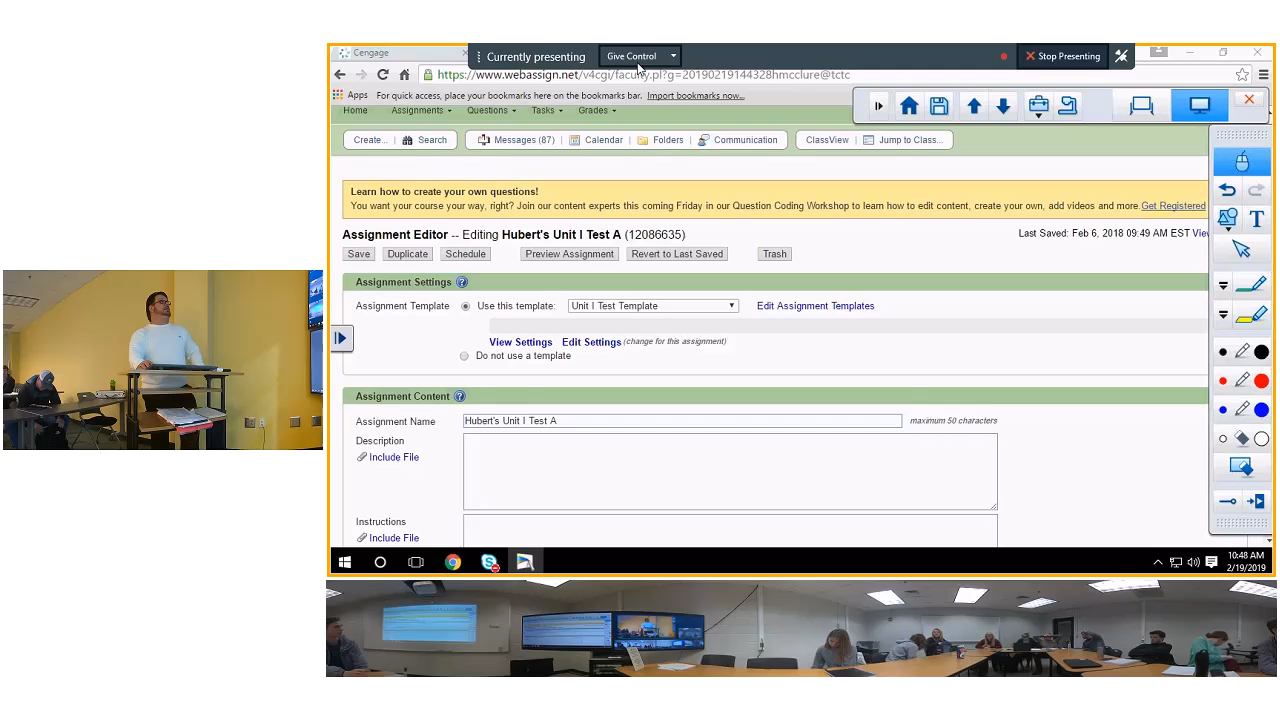 Cengage
Currently presenting Give Control Stop Presenting
https://www.webassign.net/v4cgi/faculty.pl?g=20190219144328hmcclure@tctc
Apps For quick access, place your bookmarks here on the bookmarks bar. Import bookmarks now...
Home Assignments Questions Tasks Grades
Create... Search Messages (87) Calendar Folders Communication ClassView Jump to Class...
Learn how to create your own questions!
You want your course your way, right? Join our content experts this coming Friday in our Question Coding Workshop to learn how to edit content, create your own, add videos and more. Get Registered
Assignment Editor -- Editing Hubert's Unit I Test A (12086635) Last Saved: Feb 6, 2018 09:49 AM EST Vie
Save Duplicate Schedule Preview Assignment Revert to Last Saved Trash
Assignment Settings ?
Assignment Template Use this template: Unit I Test Template Edit Assignment Templates
View Settings Edit Settings (change for this assignment)
Do not use a template
Assignment Content ?
Assignment Name Hubert's Unit I Test A maximum 50 characters
Description
Include File
Instructions
Include File
T
10:48 AM
2/19/2019